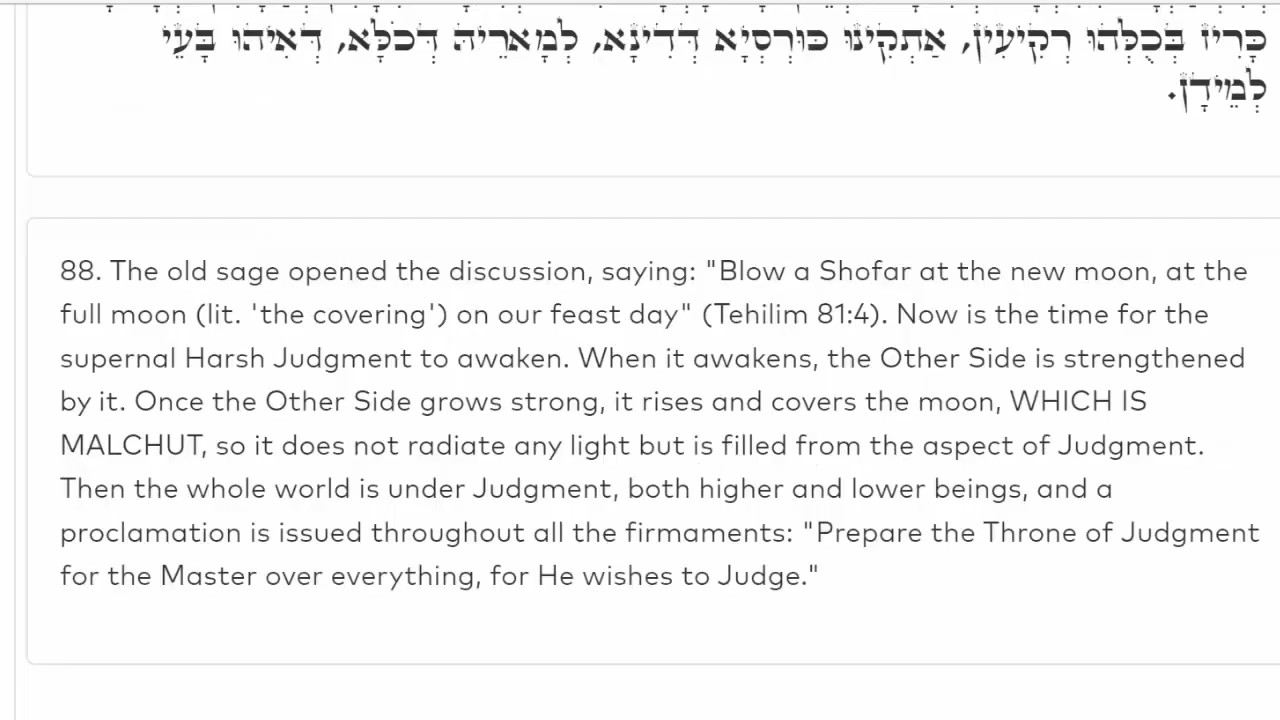 כָּרִיז בְּכֻלְּהוּ רְקִיעִין, אַתְקִינוּ כּוּרְסְיָא דְּדִינָא, לְמָארֵיהּ דְּכֹלָּא, דְּאִיהוּ בָּעֵי
לְמֵידָן.
88. The old sage opened the discussion, saying: "Blow a Shofar at the new moon, at the
full moon (lit. 'the covering') on our feast day" (Tehilim 81:4). Now is the time for the
supernal Harsh Judgment to awaken. When it awakens, the Other Side is strengthened
by it. Once the Other Side grows strong, it rises and covers the moon, WHICH IS
MALCHUT, so it does not radiate any light but is filled from the aspect of Judgment.
Then the whole world is under Judgment, both higher and lower beings, and a
proclamation is issued throughout all the firmaments: "Prepare the Throne of Judgment
for the Master over everything, for He wishes to Judge."